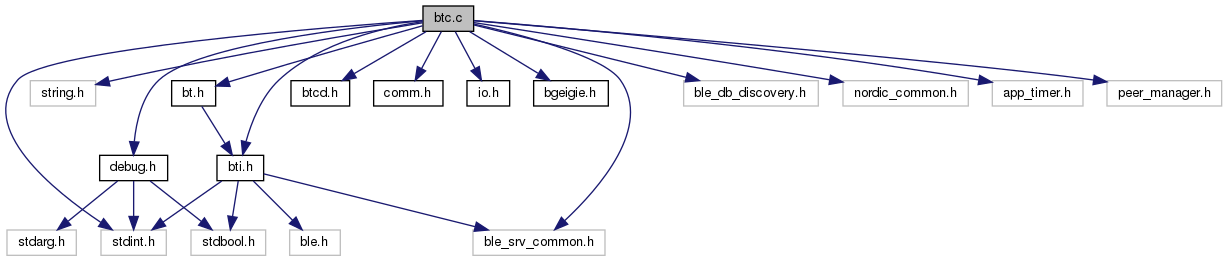 btc.c
string.h
bt.h
btcd.h
comm.h
io.h
bgeigie.h
ble_db_discovery.h
nordic_common.h
app_timer.h
peer_manager.h
debug.h
bti.h
stdarg.h
stdint.h
stdbool.h
ble.h
ble_srv_common.h